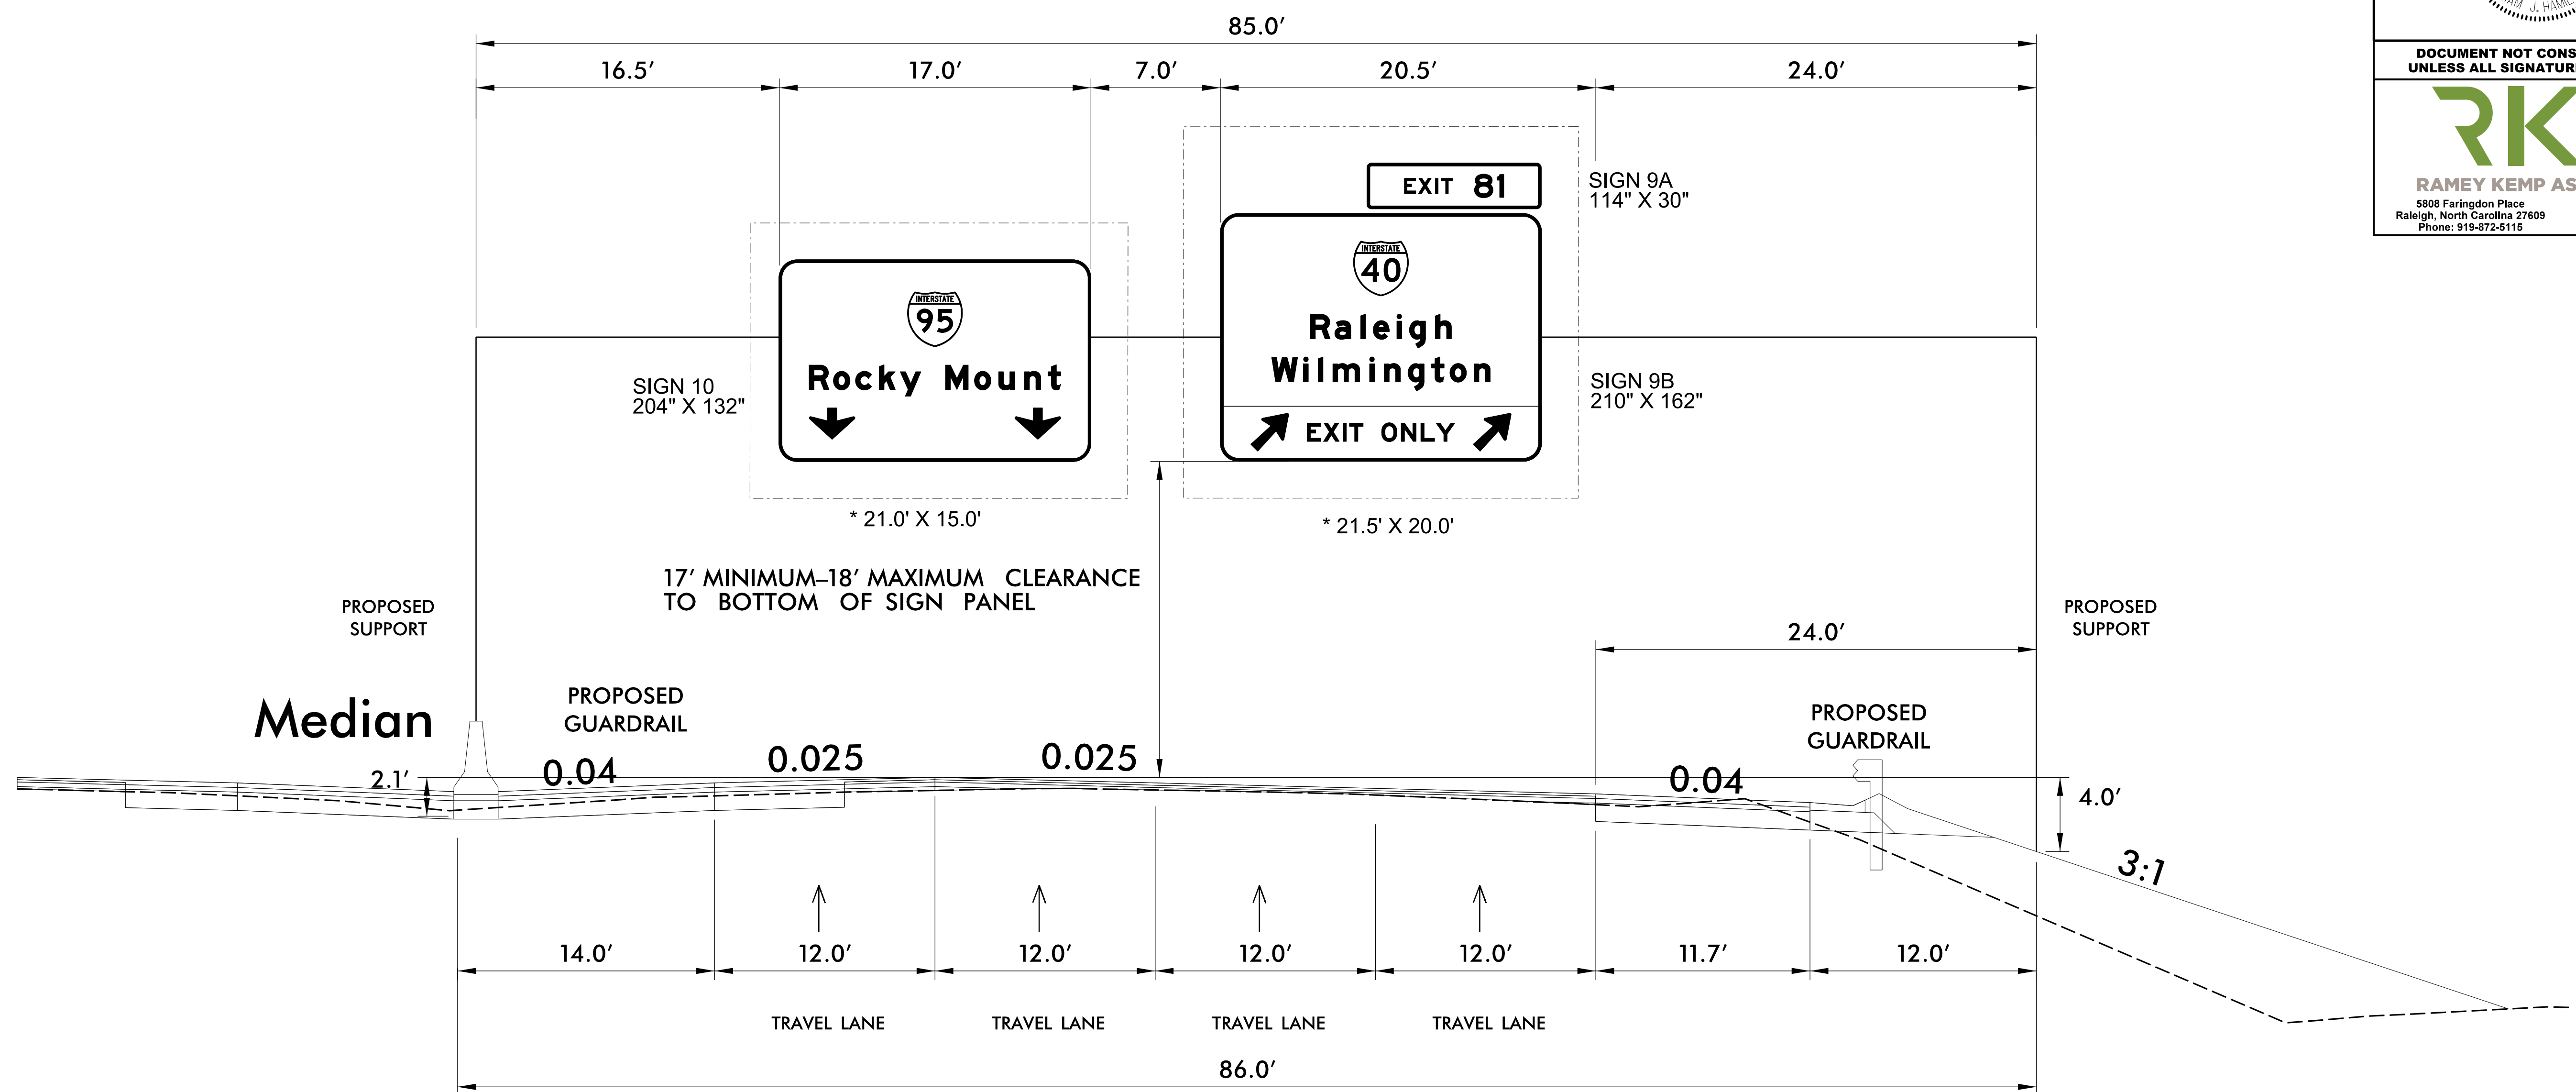 AM J. HAMIL
DOCUMENT NOT CONS
UNLESS ALL SIGNATUR
RK
RAMEY KEMP AS
5808 Faringdon Place
Raleigh, North Carolina 27609
Phone: 919-872-5115
85.0'
16.5' 17.0' 7.0' 20.5' 24.0'
EXIT 81
SIGN 9A
114" X 30"
INTERSTATE
95
Rocky Mount
SIGN 10
204" X 132"
INTERSTATE
40
Raleigh
Wilmington
EXIT ONLY
SIGN 9B
210" X 162"
* 21.0' X 15.0'
* 21.5' X 20.0'
17' MINIMUM–18' MAXIMUM CLEARANCE
TO BOTTOM OF SIGN PANEL
PROPOSED
SUPPORT
PROPOSED
SUPPORT
24.0'
Median
PROPOSED
GUARDRAIL
PROPOSED
GUARDRAIL
2.1'
0.04
0.025
0.025
0.04
4.0'
3:1
14.0' 12.0' 12.0' 12.0' 12.0' 11.7' 12.0'
TRAVEL LANE TRAVEL LANE TRAVEL LANE TRAVEL LANE
86.0'